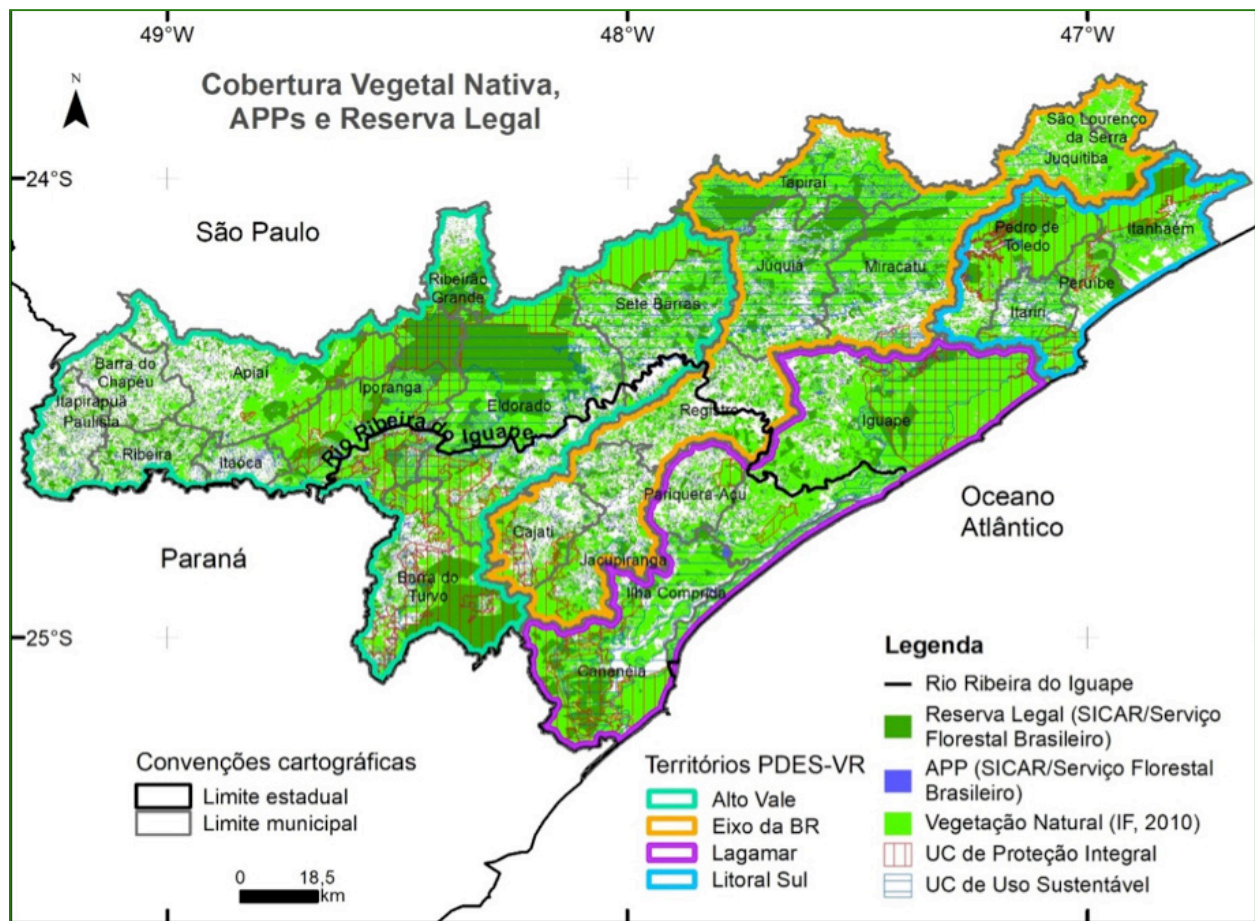 49°W
48°W
47°W
N
Cobertura Vegetal Nativa,
APPs e Reserva Legal
São Lourenço
da Serra
Juquitiba
24°S
Tapiraí
São Paulo
Pedro de
Toledo
Itanhaém
Ribeirão
Grande
Juquiá
Miracatu
Peruíbe
Sete Barras
Itariri
Barra do
Chapéu
Apiaí
Iporanga
Itapirapuã
Paulista
Eldorado
Registro
Iguape
Rio Ribeira do Iguape
Ribeira
Itaóca
Pariquera-Açu
Oceano
Atlântico
Cajati
Paraná
Jacupiranga
Barra do
Turvo
Ilha Comprida
25°S
Cananéia
Legenda
Rio Ribeira do Iguape
Reserva Legal (SICAR/Serviço
Florestal Brasileiro)
APP (SICAR/Serviço Florestal
Brasileiro)
Vegetação Natural (IF, 2010)
UC de Proteção Integral
UC de Uso Sustentável
Convenções cartográficas
Limite estadual
Limite municipal
0 18,5
km
Territórios PDES-VR
Alto Vale
Eixo da BR
Lagamar
Litoral Sul